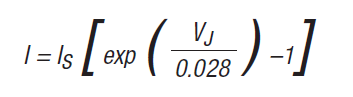 I = I_S [ exp ( V_J / 0.028 ) –1 ]